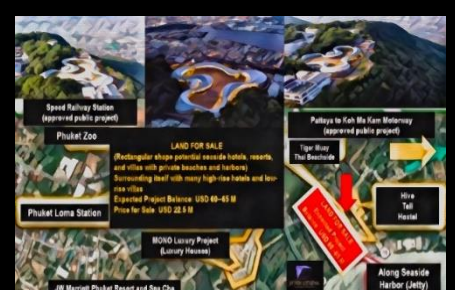 Speed Railway Station
(approved public project)
Pattaya to Koh Ma Kam Motorway
(approved public project)
Phuket Zoo
LAND FOR SALE
(Rectangular shape potential seaside hotels, resorts,
and villas with private beaches and harbors)
Surrounding itself with many high-rise hotels and low-
rise villas
Expected Project Balance: USD 60–65 M
Price for Sale: USD 22.5 M
Tiger Muay
Thai Beachside
Phuket Loma Station
MONO Luxury Project
(Luxury Houses)
LAND FOR SALE
Hive
Tell
Hostel
Along Seaside
Harbor (Jetty)
JW Marriott Phuket Resort and Spa Cha